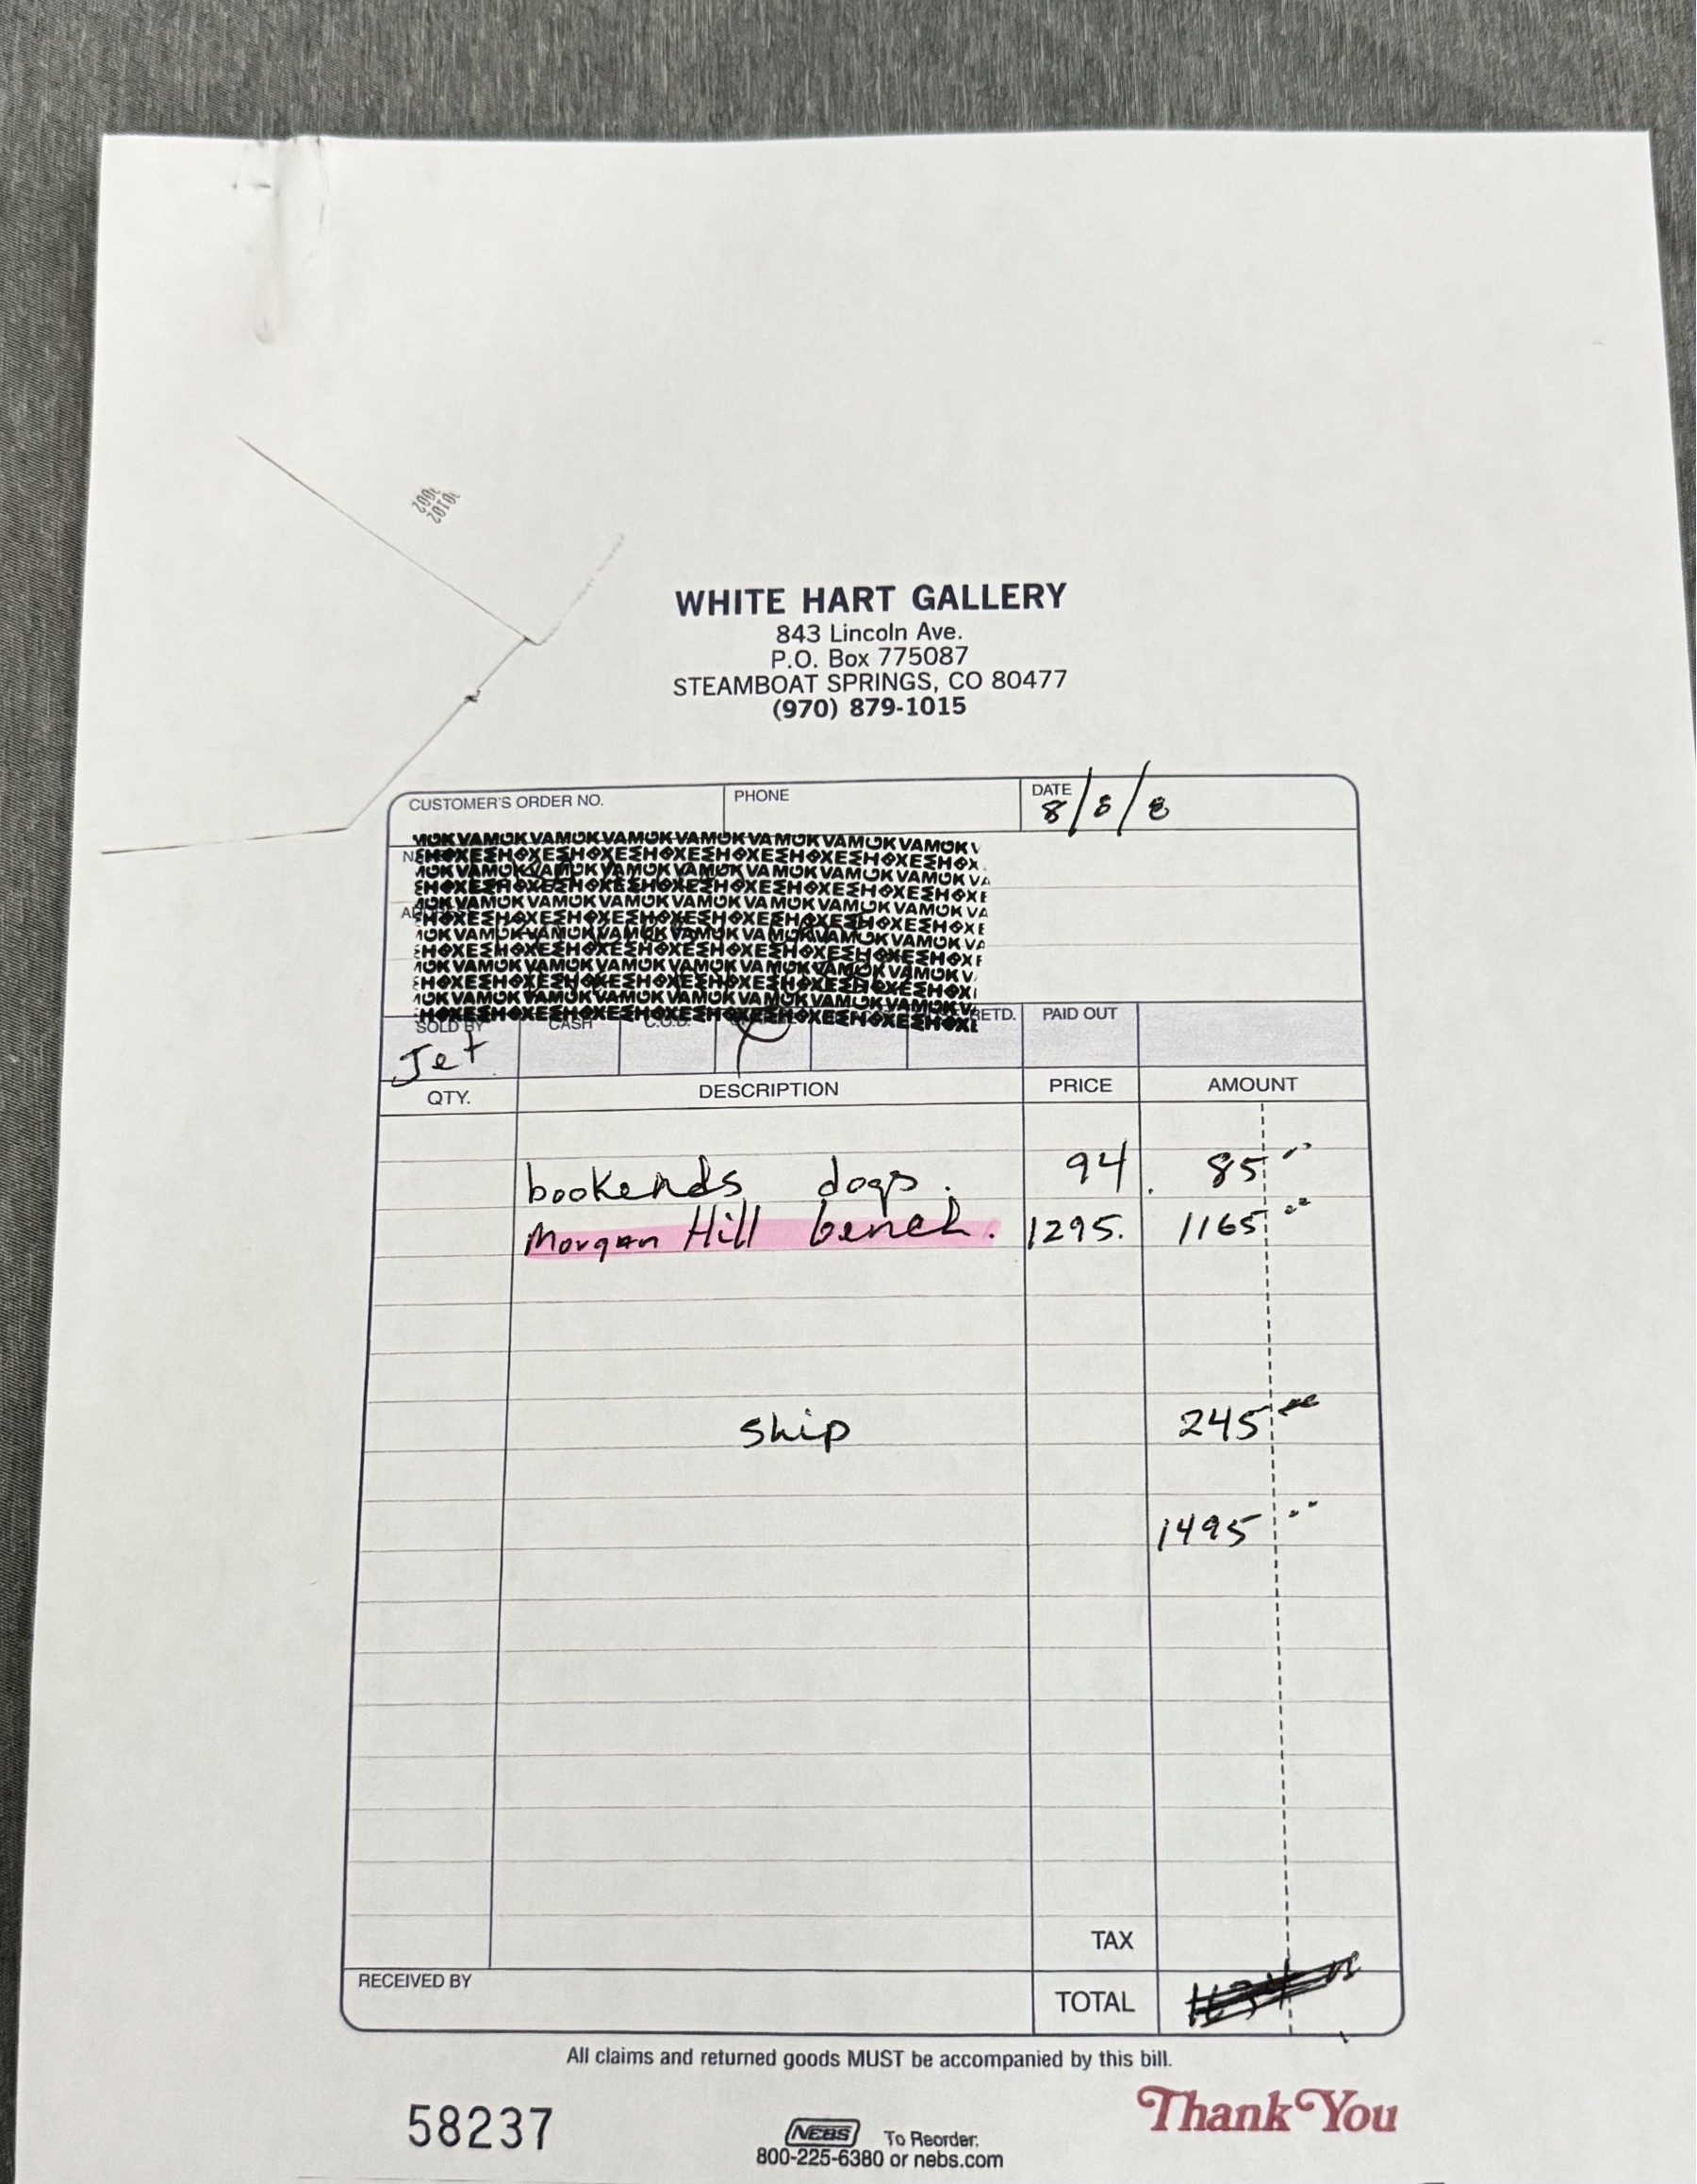 WHITE HART GALLERY
843 Lincoln Ave.
P.O. Box 775087
STEAMBOAT SPRINGS, CO 80477
(970) 879-1015
CUSTOMER'S ORDER NO. PHONE DATE 8/8/8
SOLD BY CASH C.O.D. RETD. PAID OUT
Jet
QTY. DESCRIPTION PRICE AMOUNT
bookends dogs. 94. 85
Morgan Hill bench. 1295. 1165
ship 245
1495
TAX
RECEIVED BY
TOTAL
All claims and returned goods MUST be accompanied by this bill.
58237
Thank You
NEBS To Reorder:
800-225-6380 or nebs.com